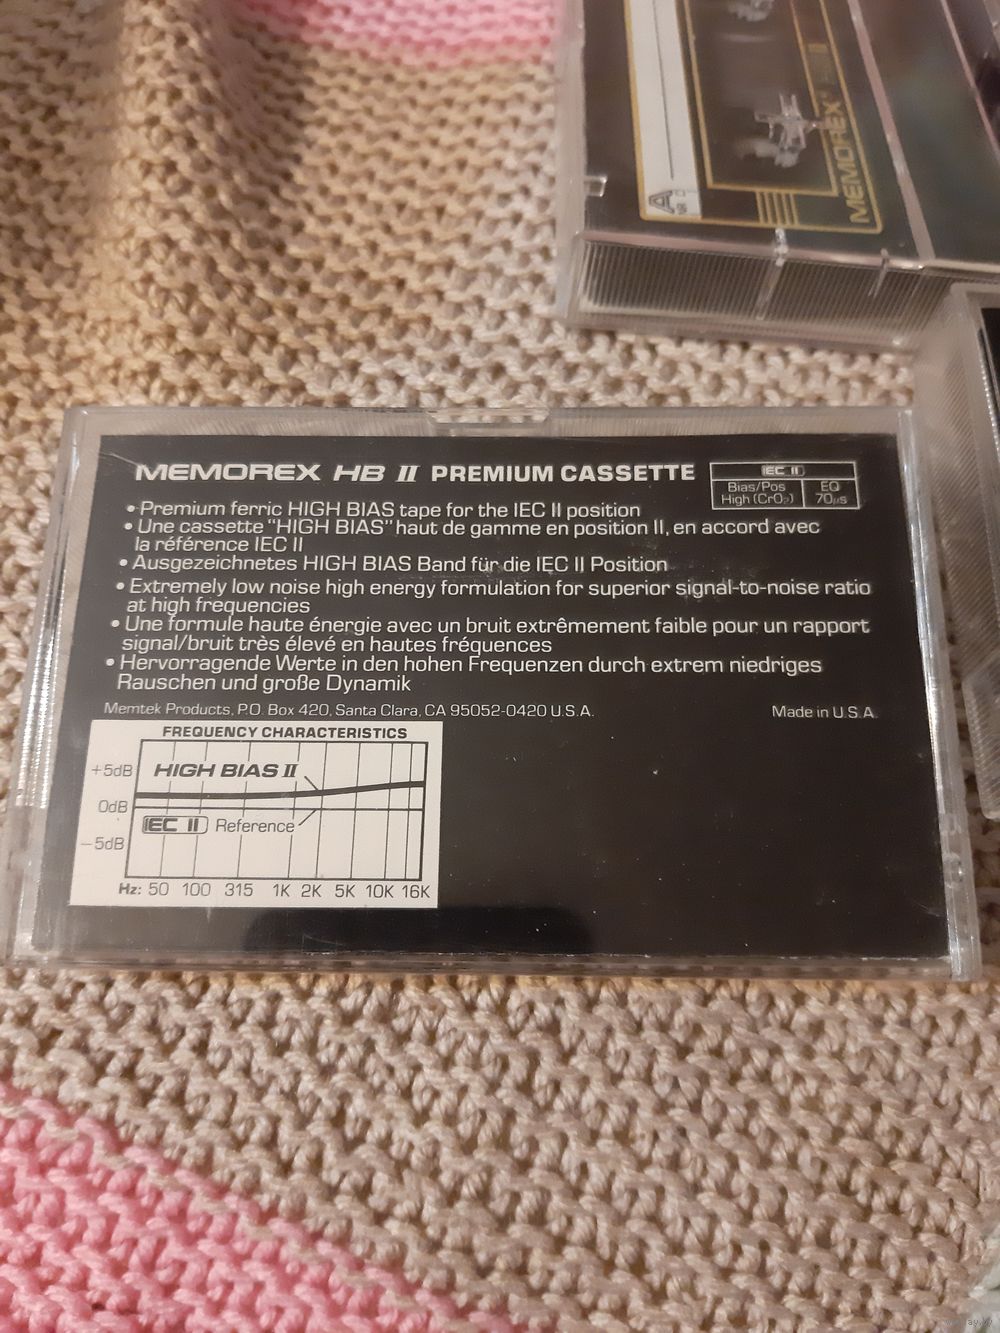 A
NR
MEMOREX
MEMOREX HB II PREMIUM CASSETTE
IEC II
Bias/Pos
High (CrO₂)
EQ
70µs
• Premium ferric HIGH BIAS tape for the IEC II position
• Une cassette "HIGH BIAS" haut de gamme en position II, en accord avec
la référence IEC II
• Ausgezeichnetes HIGH BIAS Band für die IEC II Position
• Extremely low noise high energy formulation for superior signal-to-noise ratio
at high frequencies
• Une formule haute énergie avec un bruit extrêmement faible pour un rapport
signal/bruit très élevé en hautes fréquences
• Hervorragende Werte in den hohen Frequenzen durch extrem niedriges
Rauschen und große Dynamik
Memtek Products, P.O. Box 420, Santa Clara, CA 95052-0420 U.S.A.
Made in U.S.A.
FREQUENCY CHARACTERISTICS
+5dB
HIGH BIAS II
0dB
IEC II Reference
−5dB
Hz: 50 100 315 1K 2K 5K 10K 16K